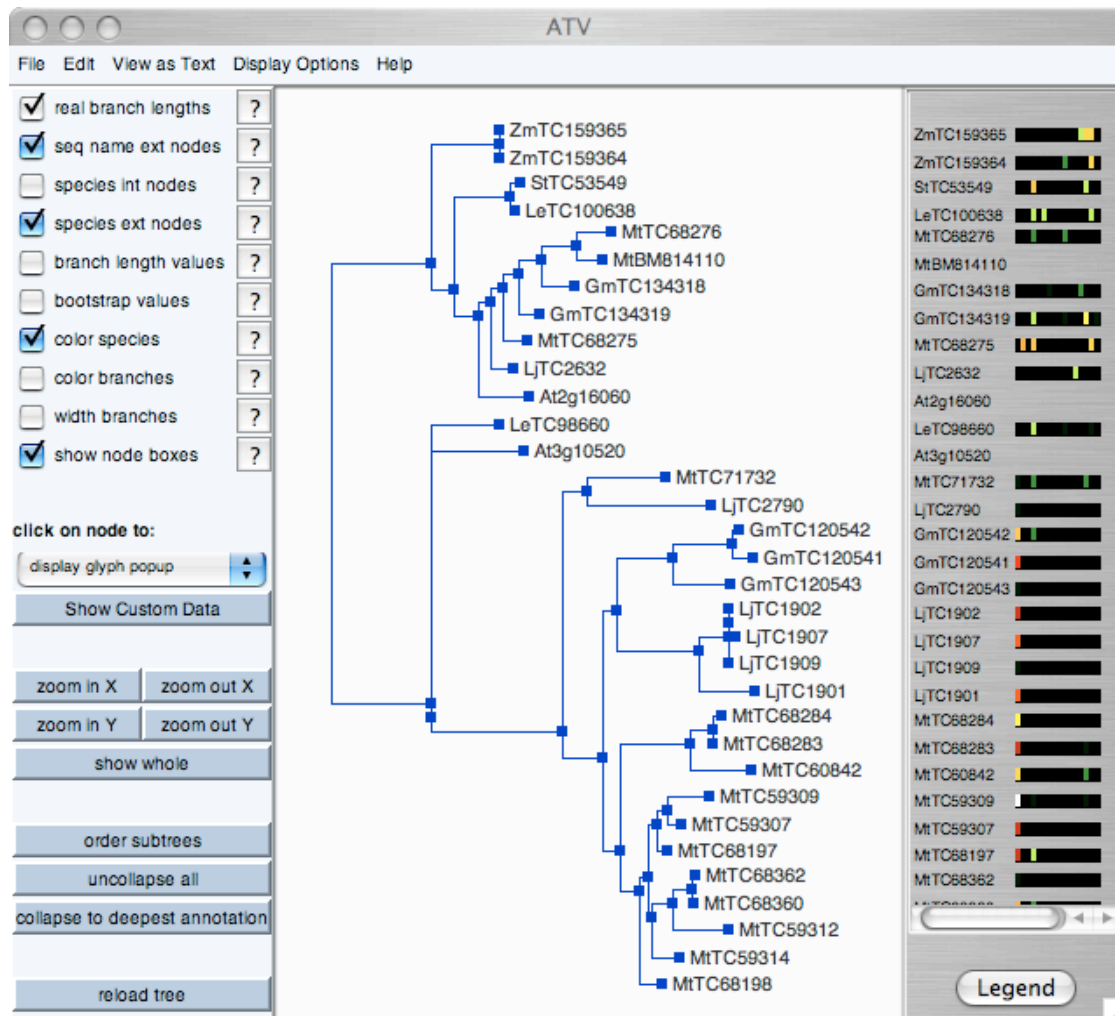 ATV
File Edit View as Text Display Options Help
real branch lengths ?
seq name ext nodes ?
species int nodes ?
species ext nodes ?
branch length values ?
bootstrap values ?
color species ?
color branches ?
width branches ?
show node boxes ?
click on node to:
display glyph popup
Show Custom Data
zoom in X zoom out X
zoom in Y zoom out Y
show whole
order subtrees
uncollapse all
collapse to deepest annotation
reload tree
ZmTC159365
ZmTC159364
StTC53549
LeTC100638
MtTC68276
MtBM814110
GmTC134318
GmTC134319
MtTC68275
LjTC2632
At2g16060
LeTC98660
At3g10520
MtTC71732
LjTC2790
GmTC120542
GmTC120541
GmTC120543
LjTC1902
LjTC1907
LjTC1909
LjTC1901
MtTC68284
MtTC68283
MtTC60842
MtTC59309
MtTC59307
MtTC68197
MtTC68362
MtTC68360
MtTC59312
MtTC59314
MtTC68198
ZmTC159365
ZmTC159364
StTC53549
LeTC100638
MtTC68276
MtBM814110
GmTC134318
GmTC134319
MtTC68275
LjTC2632
At2g16060
LeTC98660
At3g10520
MtTC71732
LjTC2790
GmTC120542
GmTC120541
GmTC120543
LjTC1902
LjTC1907
LjTC1909
LjTC1901
MtTC68284
MtTC68283
MtTC60842
MtTC59309
MtTC59307
MtTC68197
MtTC68362
Legend